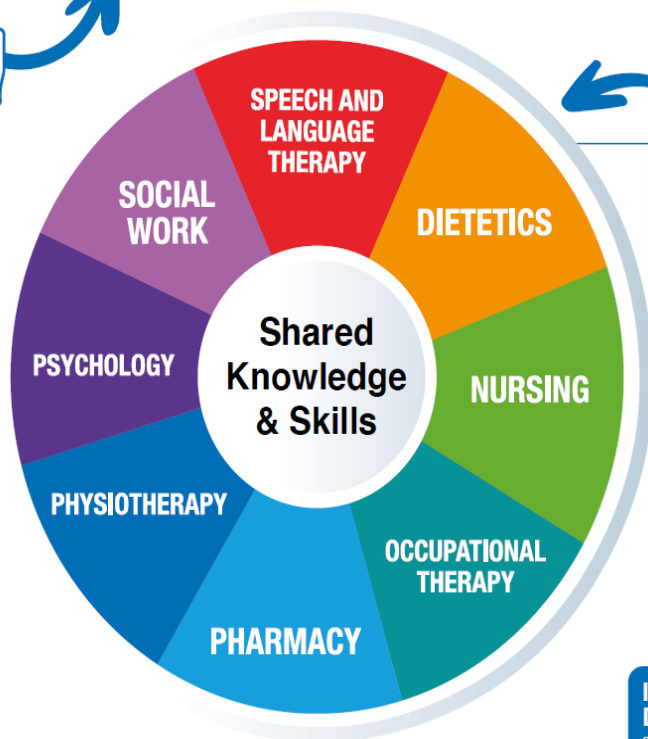 SPEECH AND
LANGUAGE
THERAPY
DIETETICS
NURSING
OCCUPATIONAL
THERAPY
PHARMACY
PHYSIOTHERAPY
PSYCHOLOGY
SOCIAL
WORK
Shared
Knowledge
& Skills